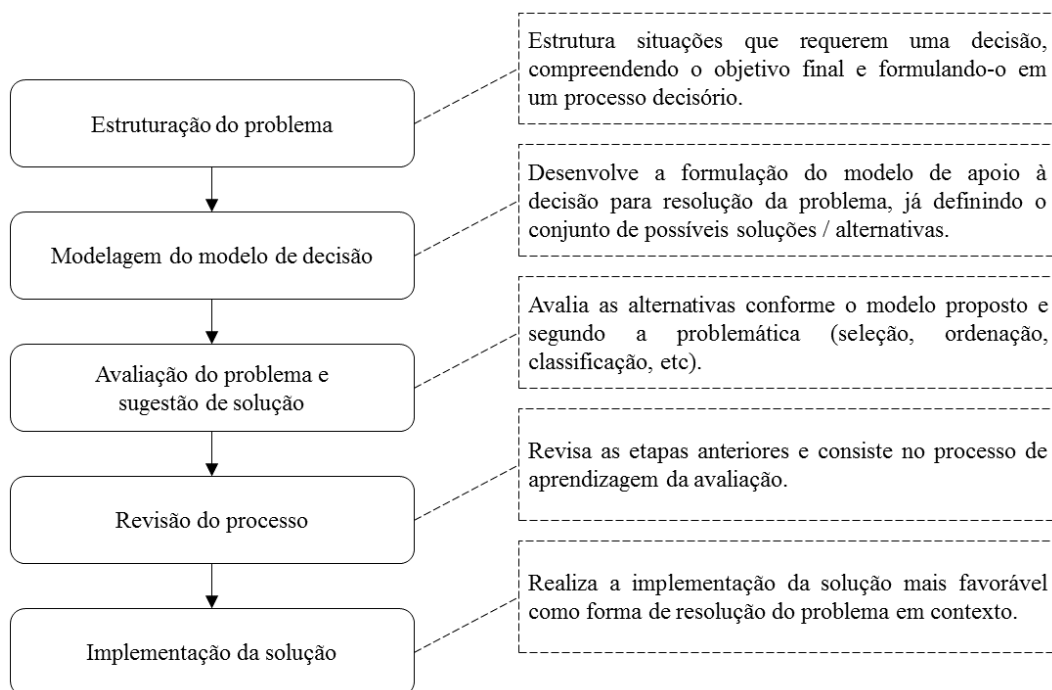 Estruturação do problema
Estrutura situações que requerem uma decisão,
compreendendo o objetivo final e formulando-o em
um processo decisório.
Modelagem do modelo de decisão
Desenvolve a formulação do modelo de apoio à
decisão para resolução da problema, já definindo o
conjunto de possíveis soluções / alternativas.
Avaliação do problema e
sugestão de solução
Avalia as alternativas conforme o modelo proposto e
segundo a problemática (seleção, ordenação,
classificação, etc).
Revisão do processo
Revisa as etapas anteriores e consiste no processo de
aprendizagem da avaliação.
Implementação da solução
Realiza a implementação da solução mais favorável
como forma de resolução do problema em contexto.